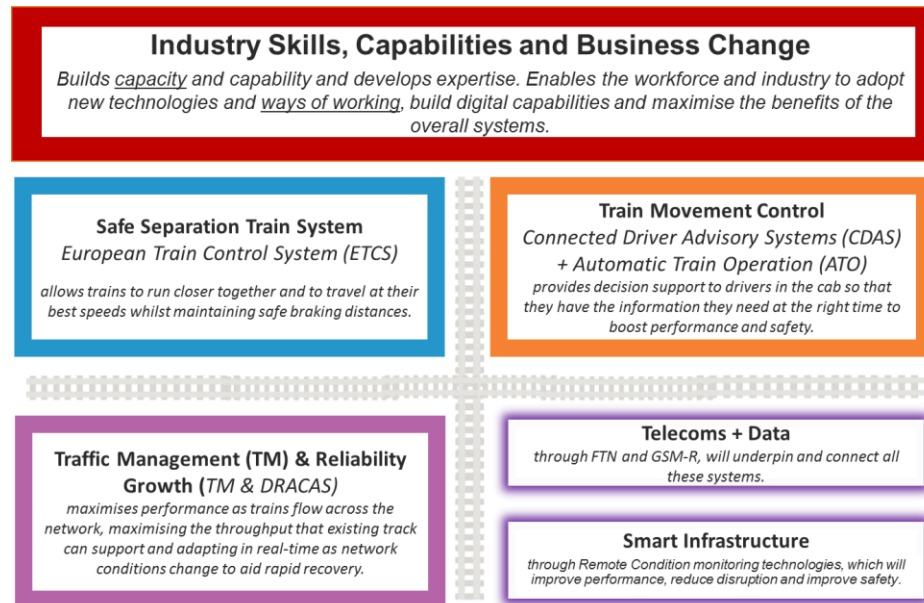 Industry Skills, Capabilities and Business Change
Builds capacity and capability and develops expertise. Enables the workforce and industry to adopt
new technologies and ways of working, build digital capabilities and maximise the benefits of the
overall systems.
Safe Separation Train System
European Train Control System (ETCS)
allows trains to run closer together and to travel at their
best speeds whilst maintaining safe braking distances.
Train Movement Control
Connected Driver Advisory Systems (CDAS)
+ Automatic Train Operation (ATO)
provides decision support to drivers in the cab so that
they have the information they need at the right time to
boost performance and safety.
Traffic Management (TM) & Reliability
Growth (TM & DRACAS)
maximises performance as trains flow across the
network, maximising the throughput that existing track
can support and adapting in real-time as network
conditions change to aid rapid recovery.
Telecoms + Data
through FTN and GSM-R, will underpin and connect all
these systems.
Smart Infrastructure
through Remote Condition monitoring technologies, which will
improve performance, reduce disruption and improve safety.